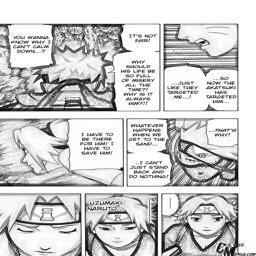 SO NOW
THE
AKATSUKI
HAS
TARGETED
HIM...
...JUST
LIKE THEY
TARGETED
ME...!
IT'S NOT
FAIR!
WHY
SHOULD
HIS LIFE
BE SO
FULL OF
MISERY
ALL THE
TIME?!
WHY IS IT
ALWAYS
HIM?!
YOU WANNA
KNOW WHY I
CAN'T CALM
DOWN...?
...THAT'S
WHY!
WHATEVER
HAPPENS
WHEN WE
GET TO THE
SAND...
...I CAN'T
JUST STAND
BACK AND
DO NOTHING!
I HAVE TO
BE THERE
FOR HIM! I
HAVE TO
SAVE HIM!
UZUMAKI
NARUTO...